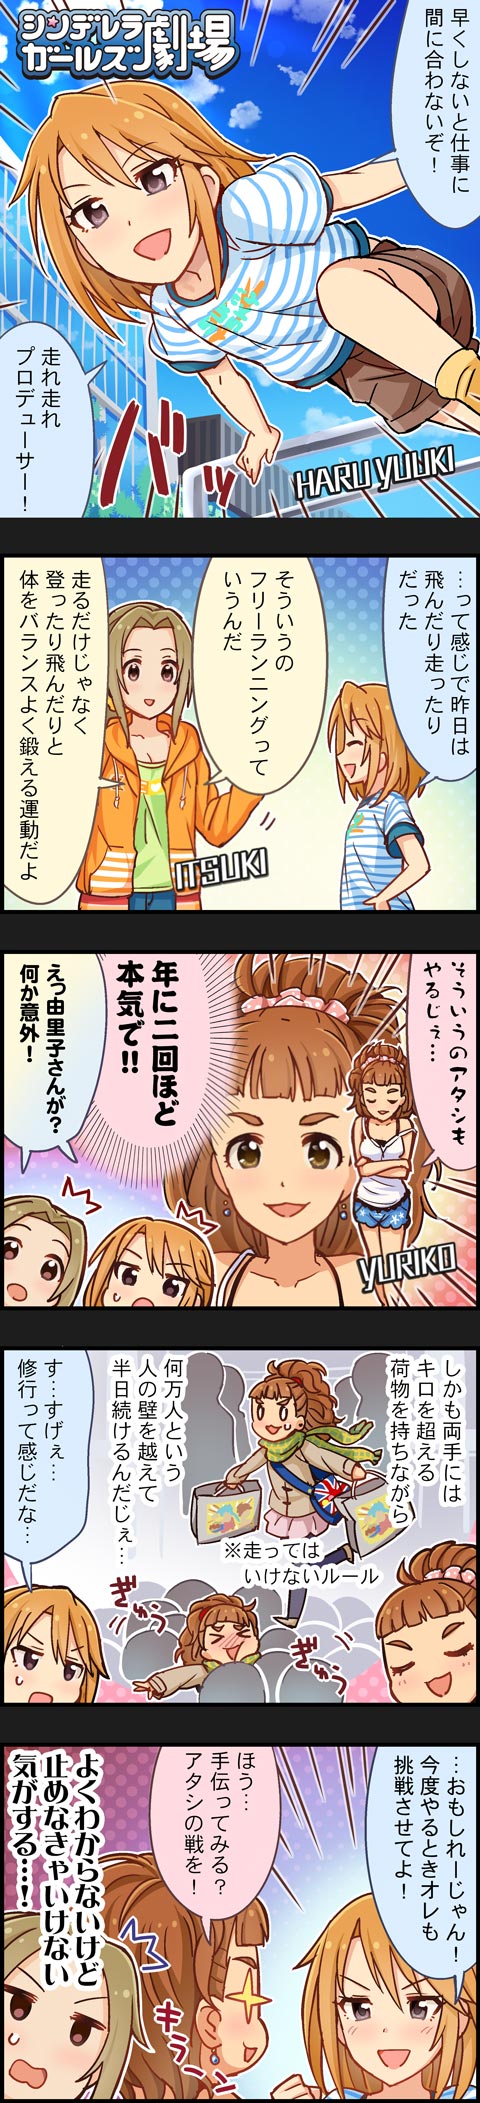 シンデレラ
ガールズ劇場
早くしないと仕事に
間に合わないぞ！
走れ走れ
プロデューサー！
バッ
HARU YUUKI
…って感じで昨日は
飛んだり走ったり
だった
そういうの
フリーランニングって
いうんだ
走るだけじゃなく
登ったり飛んだりと
体をバランスよく鍛える運動だよ
ITSUKI
そういうのアタシも
やるじぇ…
年に二回ほど
本気で!!
えっ由里子さんが？
何か意外！
YURIKO
しかも両手には
キロを超える
荷物を持ちながら
何万人という
人の壁を越えて
半日続けるんだじぇ…
※走っては
いけないルール
ぎゅう
ぎゅう
す…すげぇ…
修行って感じだな…
…おもしれーじゃん！
今度やるときオレも
挑戦させてよ！
ほう…
手伝ってみる？
アタシの戦を！
キラーン
よくわからないけど
止めなきゃいけない
気がする…！